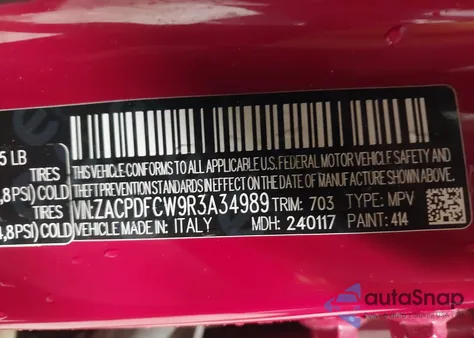 5 LB
TIRES
,8PSI) COLD
TIRES
4,8PSI) COLD
THIS VEHICLE CONFORMS TO ALL APPLICABLE U.S.FEDERAL MOTOR VEHICLE SAFETY AND
THEFT PREVENTION STANDARDS IN EFFECT ON THE DATE OF MANUFACTURE SHOWN ABOVE.
VIN:ZACPDFCW9R3A34989 TRIM: 703 TYPE: MPV
VEHICLE MADE IN ITALY MDH: 240117 PAINT: 414
autoSnap